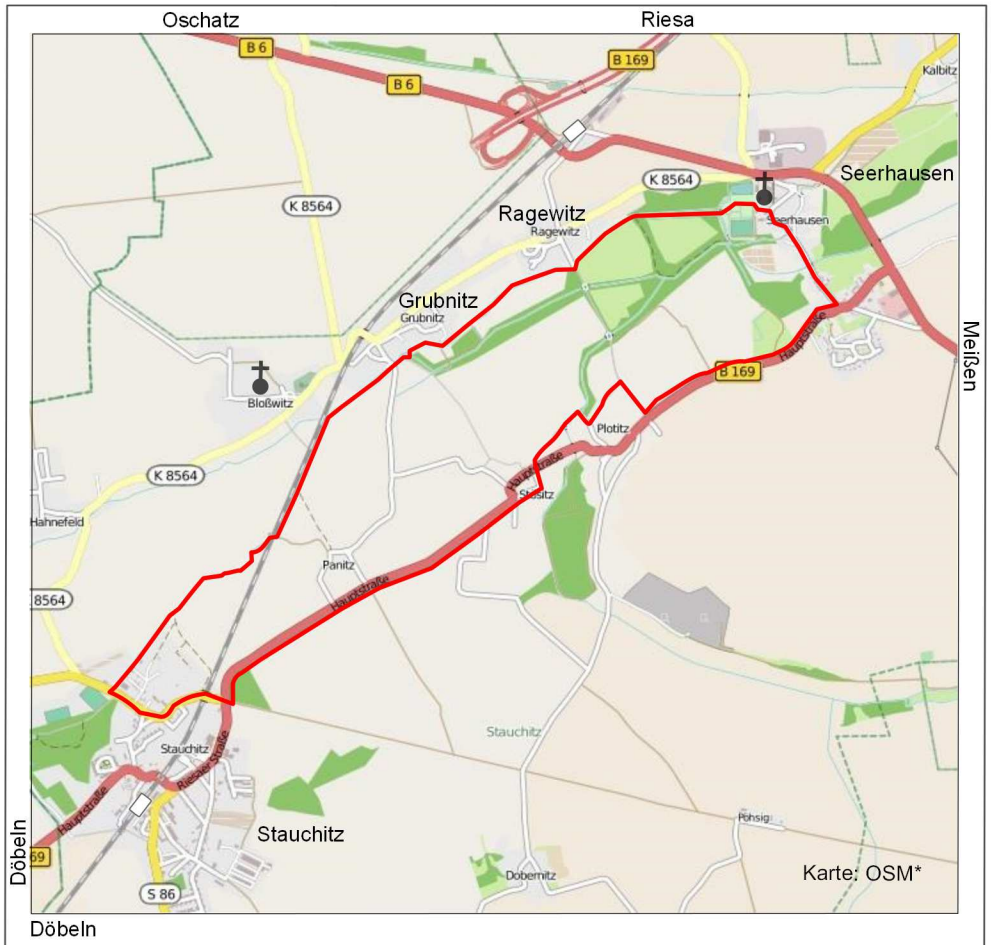 Oschatz
Riesa
B 6
B 169
B 6
Kalbitz
K 8564
Seerhausen
K 8564
Ragewitz
Seerhausen
Ragewitz
Grubnitz
Grubnitz
Hauptstraße
Meißen
B 169
Bloßwitz
Plotitz
K 8564
Hauptstraße
Stösitz
Hahnefeld
Panitz
Hauptstraße
8564
Stauchitz
Stauchitz
Riesaer Straße
Hauptstraße
Pöhsig
Stauchitz
Döbeln
69
Dobernitz
Karte: OSM*
S 86
Döbeln